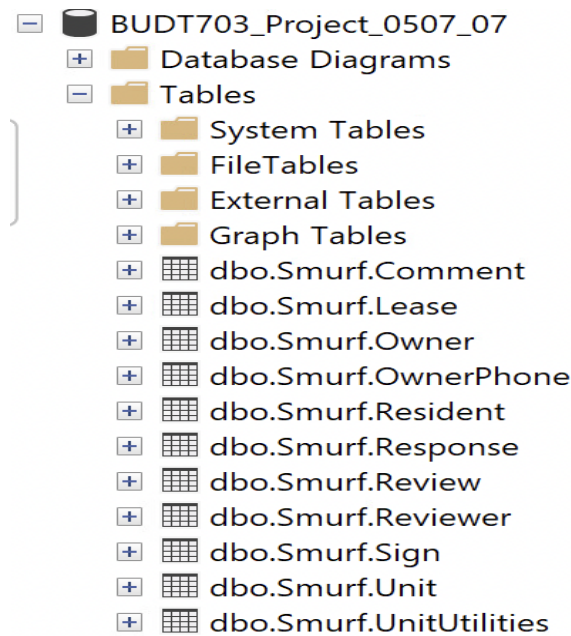 BUDT703_Project_0507_07
Database Diagrams
Tables
System Tables
FileTables
External Tables
Graph Tables
dbo.Smurf.Comment
dbo.Smurf.Lease
dbo.Smurf.Owner
dbo.Smurf.OwnerPhone
dbo.Smurf.Resident
dbo.Smurf.Response
dbo.Smurf.Review
dbo.Smurf.Reviewer
dbo.Smurf.Sign
dbo.Smurf.Unit
dbo.Smurf.UnitUtilities